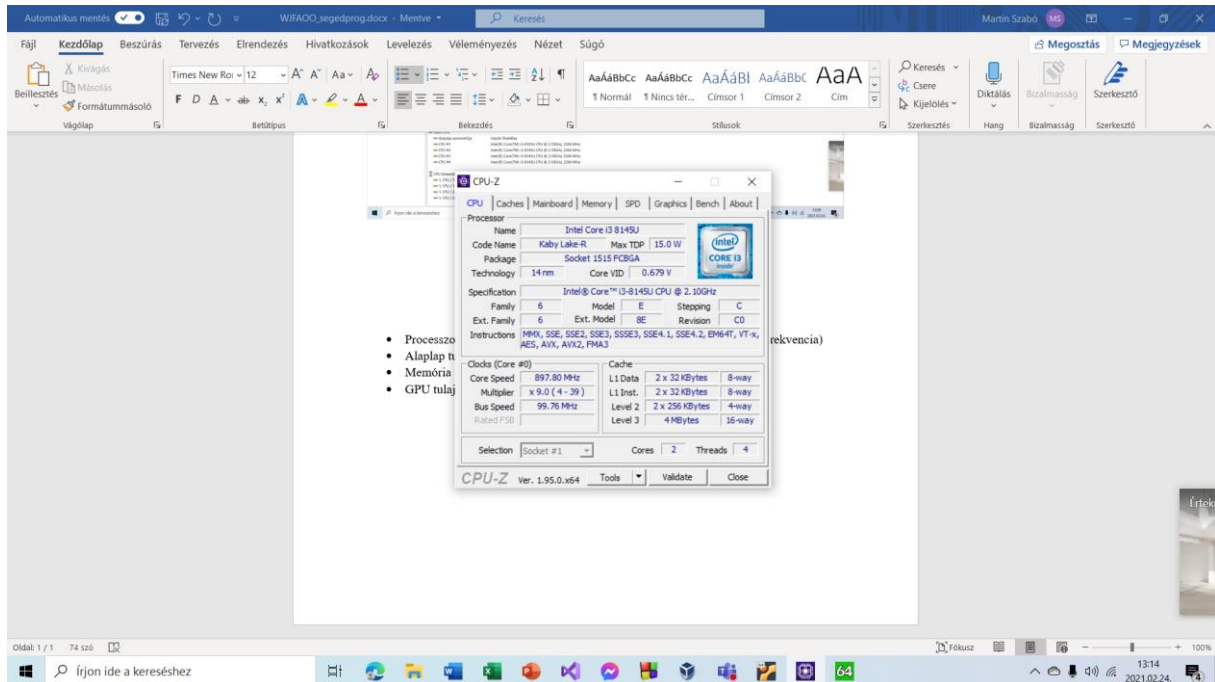 Automatikus mentés
WJFAOO_segedprog.docx - Mentve
Keresés
Martin Szabó
MS
Fájl Kezdőlap Beszúrás Tervezés Elrendezés Hivatkozások Levelezés Véleményezés Nézet Súgó
Megosztás Megjegyzések
Beillesztés
Kivágás
Másolás
Formátummásoló
Vágólap
Times New Ro 12
F D A ab x, x²
Betűtípus
Bekezdés
AaÁáBbCc AaÁáBbCc AaÁáBl AaÁáBbC AaA
¶ Normál ¶ Nincs tér... Címsor 1 Címsor 2 Cím
Stílusok
Keresés
Csere
Kijelölés
Szerkesztés
Diktálás
Hang
Bizalmasság
Bizalmasság
Szerkesztő
Szerkesztő
CPU-Z
CPU Caches Mainboard Memory SPD Graphics Bench About
Processor
Name Intel Core i3 8145U
Code Name Kaby Lake-R Max TDP 15.0 W
Package Socket 1515 FCBGA
Technology 14 nm Core VID 0.679 V
intel
CORE i3
inside
Specification Intel® Core™ i3-8145U CPU @ 2.10GHz
Family 6 Model E Stepping C
Ext. Family 6 Ext. Model 8E Revision C0
Instructions MMX, SSE, SSE2, SSE3, SSSE3, SSE4.1, SSE4.2, EM64T, VT-x,
AES, AVX, AVX2, FMA3
Clocks (Core #0)
Core Speed 897.80 MHz
Multiplier x 9.0 ( 4 - 39 )
Bus Speed 99.76 MHz
Rated FSB
Cache
L1 Data 2 x 32 KBytes 8-way
L1 Inst. 2 x 32 KBytes 8-way
Level 2 2 x 256 KBytes 4-way
Level 3 4 MBytes 16-way
Selection Socket #1 Cores 2 Threads 4
CPU-Z Ver. 1.95.0.x64 Tools Validate Close
• Processzo rekvencia)
• Alaplap tu
• Memória
• GPU tulaj
Oldal: 1 / 1 74 szó
Fókusz
100%
Írjon ide a kereséshez
64
13:14
2021.02.24.
4